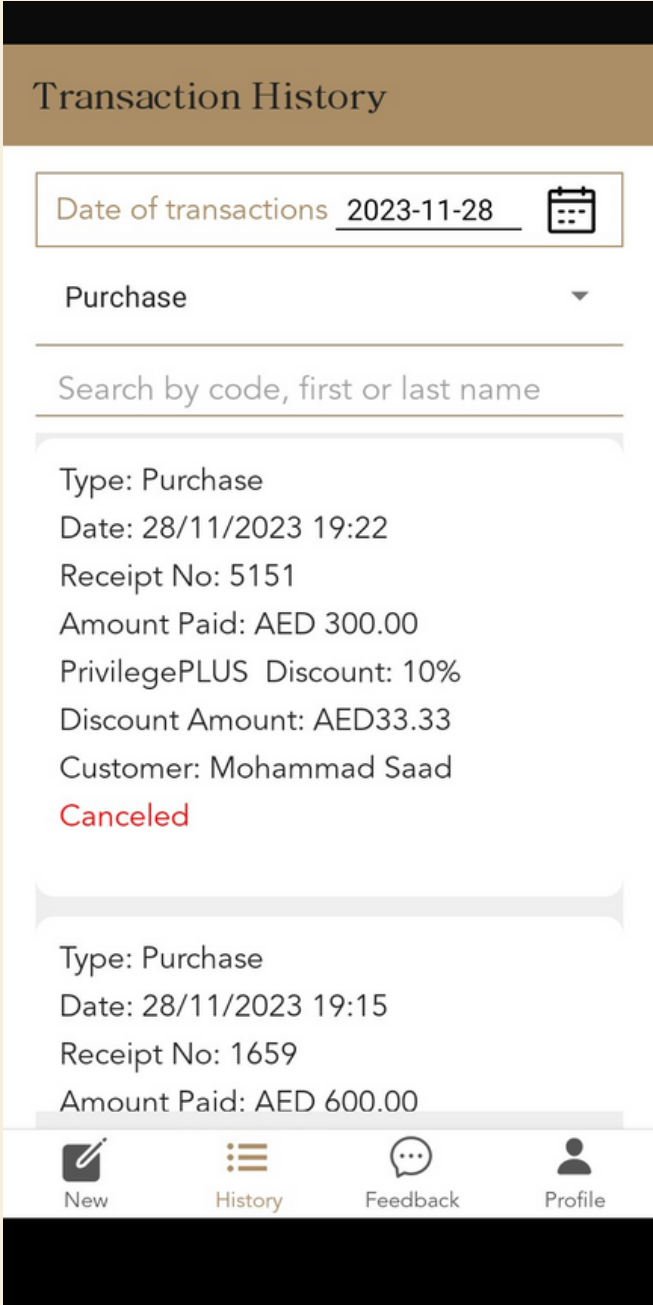 Transaction History
Date of transactions 2023-11-28
Purchase
Search by code, first or last name
Type: Purchase
Date: 28/11/2023 19:22
Receipt No: 5151
Amount Paid: AED 300.00
PrivilegePLUS  Discount: 10%
Discount Amount: AED33.33
Customer: Mohammad Saad
Canceled
Type: Purchase
Date: 28/11/2023 19:15
Receipt No: 1659
Amount Paid: AED 600.00
New History Feedback Profile